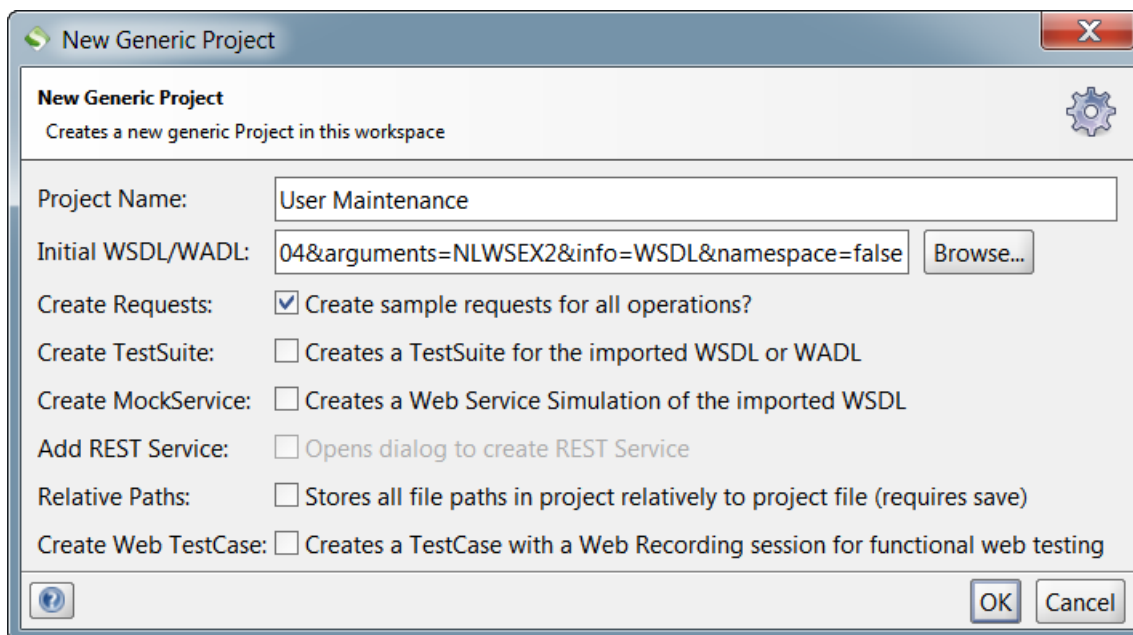 New Generic Project
New Generic Project
Creates a new generic Project in this workspace
Project Name: User Maintenance
Initial WSDL/WADL: 04&arguments=NLWSEX2&info=WSDL&namespace=false Browse...
Create Requests: Create sample requests for all operations?
Create TestSuite: Creates a TestSuite for the imported WSDL or WADL
Create MockService: Creates a Web Service Simulation of the imported WSDL
Add REST Service: Opens dialog to create REST Service
Relative Paths: Stores all file paths in project relatively to project file (requires save)
Create Web TestCase: Creates a TestCase with a Web Recording session for functional web testing
OK Cancel